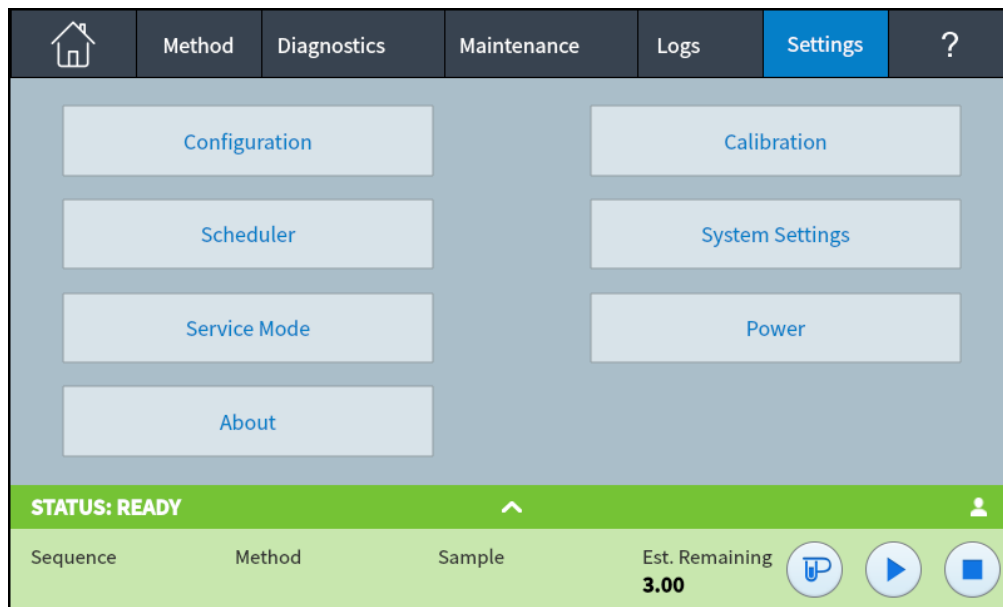 Method Diagnostics Maintenance Logs Settings ?
Configuration Calibration
Scheduler System Settings
Service Mode Power
About
STATUS: READY
Sequence Method Sample Est. Remaining
3.00